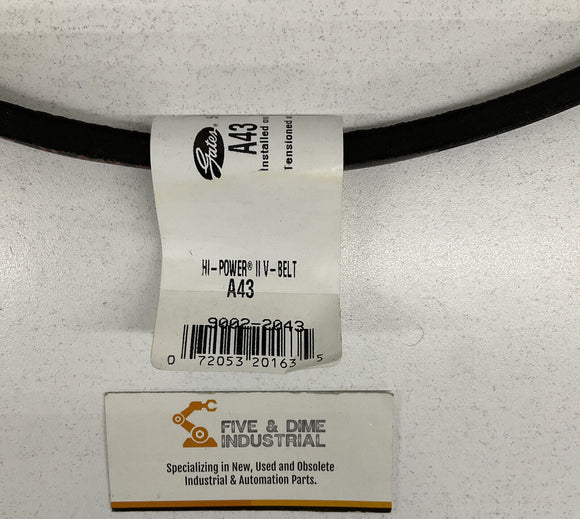 Gates®
A43
Installed on
Tensioned
HI-POWER® II V-BELT
A43
9002-2043
0 72053 20163 5
FIVE & DIME
INDUSTRIAL
Specializing in New, Used and Obsolete
Industrial & Automation Parts.